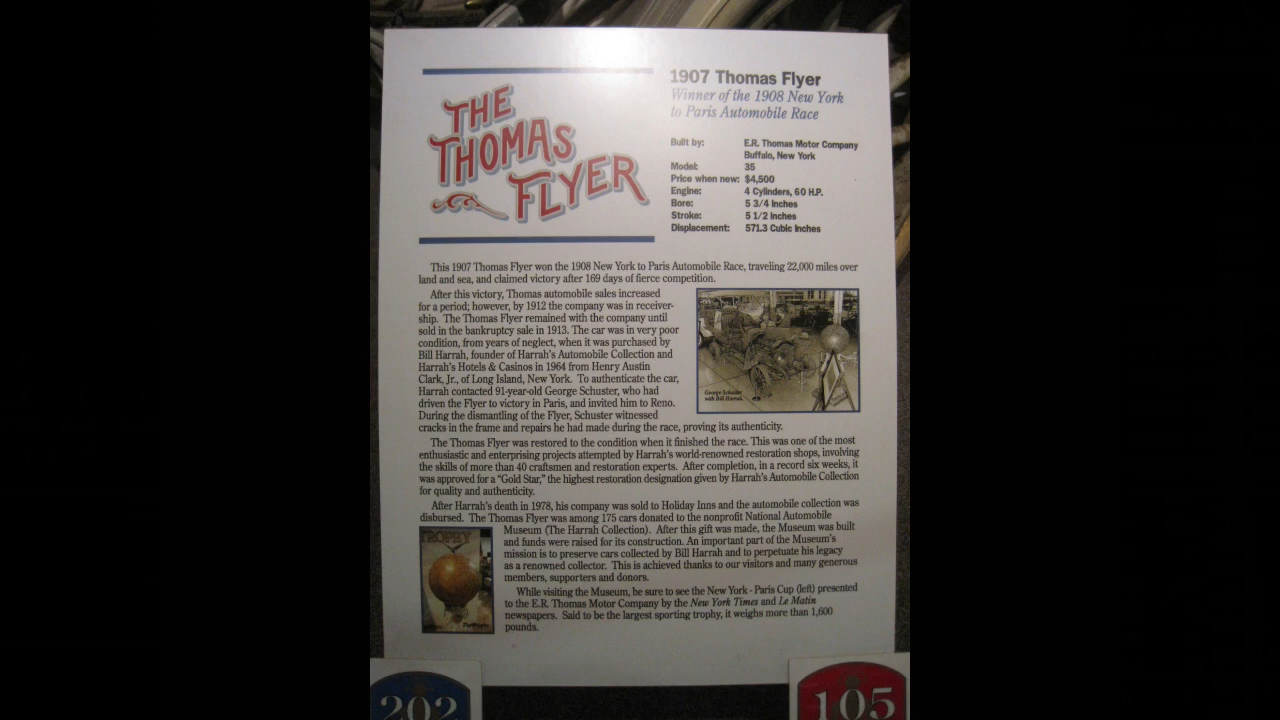 THE
THOMAS
FLYER
1907 Thomas Flyer
Winner of the 1908 New York
to Paris Automobile Race
Built by: E.R. Thomas Motor Company
Buffalo, New York
Model: 35
Price when new: $4,500
Engine: 4 Cylinders, 60 H.P.
Bore: 5 3/4 Inches
Stroke: 5 1/2 Inches
Displacement: 571.3 Cubic Inches
This 1907 Thomas Flyer won the 1908 New York to Paris Automobile Race, traveling 22,000 miles over
land and sea, and claimed victory after 169 days of fierce competition.
After this victory, Thomas automobile sales increased
for a period; however, by 1912 the company was in receiver-
ship. The Thomas Flyer remained with the company until
sold in the bankruptcy sale in 1913. The car was in very poor
condition, from years of neglect, when it was purchased by
Bill Harrah, founder of Harrah's Automobile Collection and
Harrah's Hotels & Casinos in 1964 from Henry Austin
Clark, Jr., of Long Island, New York. To authenticate the car,
Harrah contacted 91-year-old George Schuster, who had
driven the Flyer to victory in Paris, and invited him to Reno.
During the dismantling of the Flyer, Schuster witnessed
cracks in the frame and repairs he had made during the race, proving its authenticity.
George Schuster
with Bill Harrah.
The Thomas Flyer was restored to the condition when it finished the race. This was one of the most
enthusiastic and enterprising projects attempted by Harrah's world-renowned restoration shops, involving
the skills of more than 40 craftsmen and restoration experts. After completion, in a record six weeks, it
was approved for a "Gold Star," the highest restoration designation given by Harrah's Automobile Collection
for quality and authenticity.
After Harrah's death in 1978, his company was sold to Holiday Inns and the automobile collection was
disbursed. The Thomas Flyer was among 175 cars donated to the nonprofit National Automobile
Museum (The Harrah Collection). After this gift was made, the Museum was built
and funds were raised for its construction. An important part of the Museum's
mission is to preserve cars collected by Bill Harrah and to perpetuate his legacy
as a renowned collector. This is achieved thanks to our visitors and many generous
members, supporters and donors.
TROPHY
While visiting the Museum, be sure to see the New York - Paris Cup (left) presented
to the E.R. Thomas Motor Company by the New York Times and Le Matin
newspapers. Said to be the largest sporting trophy, it weighs more than 1,600
pounds.
202
105